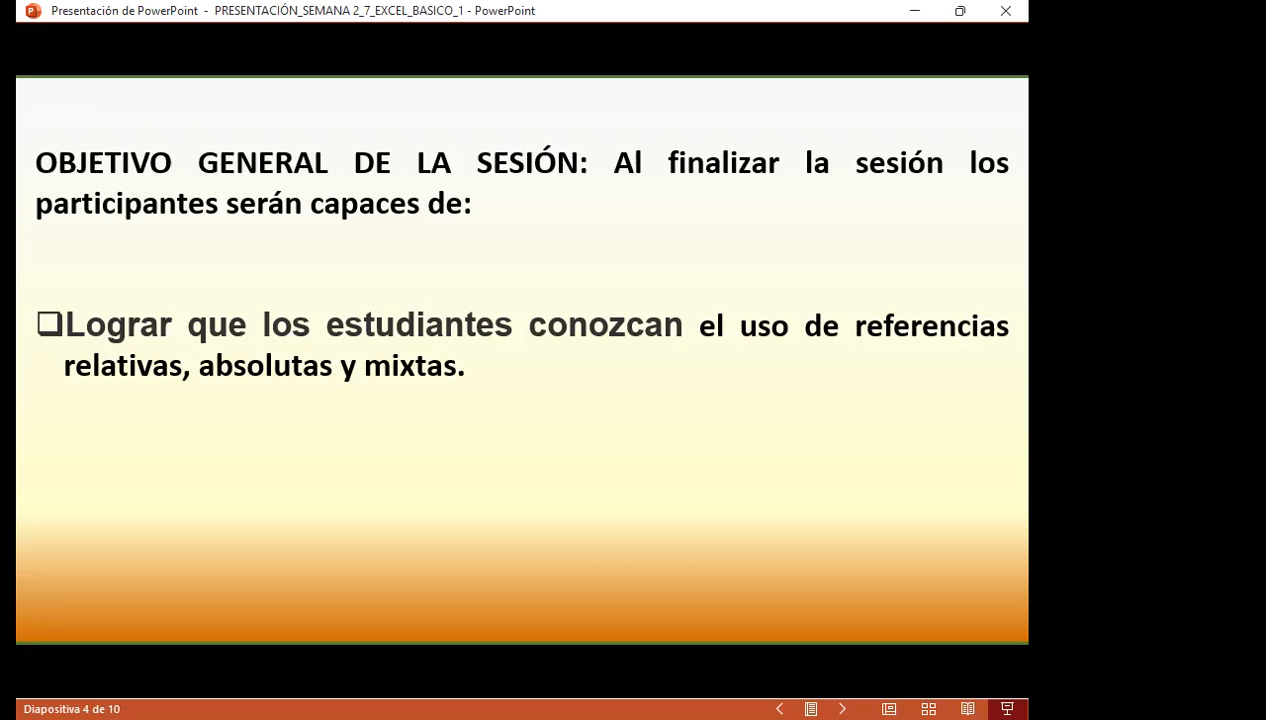 Presentación de PowerPoint - PRESENTACIÓN_SEMANA 2_7_EXCEL_BASICO_1 - PowerPoint
OBJETIVO GENERAL DE LA SESIÓN: Al finalizar la sesión los
participantes serán capaces de:
❑Lograr que los estudiantes conozcan el uso de referencias
relativas, absolutas y mixtas.
Diapositiva 4 de 10